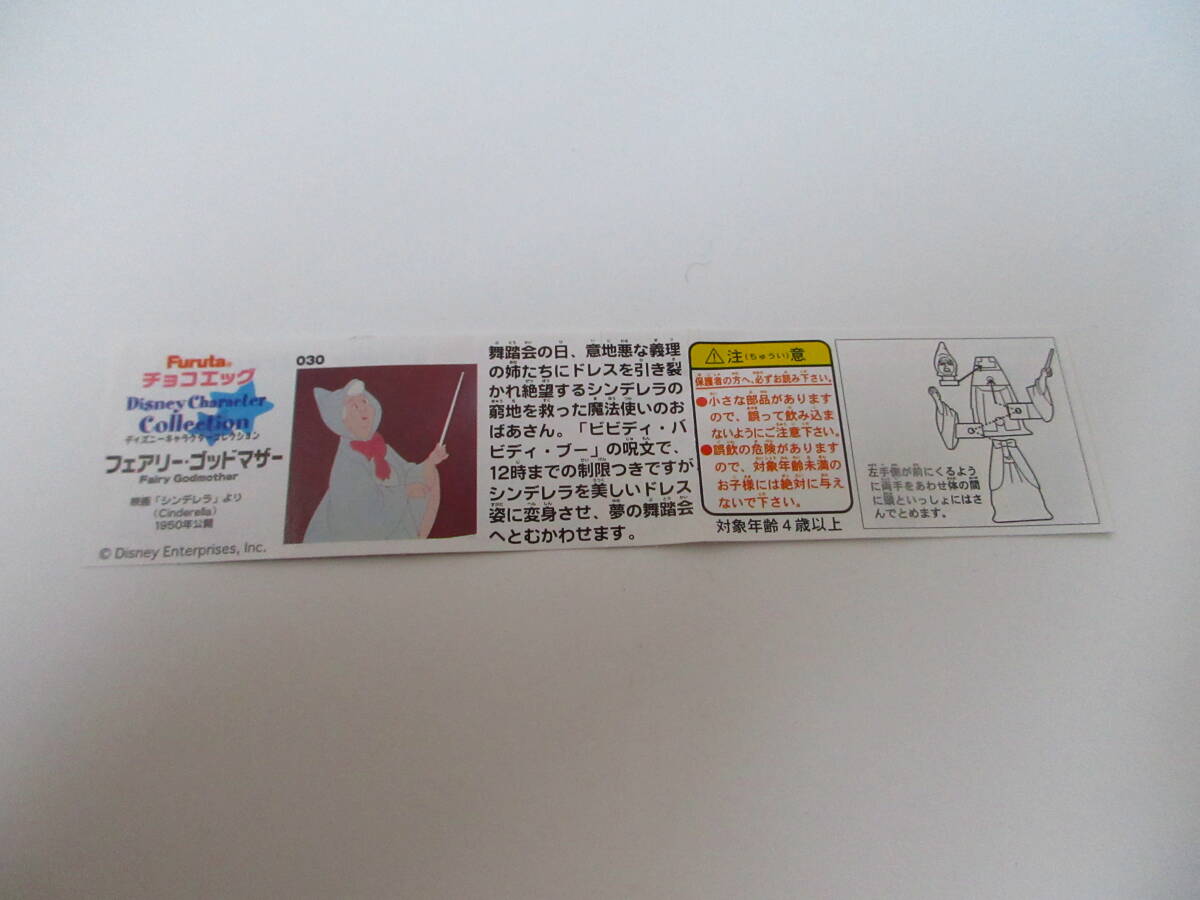 Furuta®
チョコエッグ
Disney Character
Collection
ディズニーキャラクターコレクション
フェアリー・ゴッドマザー
Fairy Godmother
映画「シンデレラ」より
(Cinderella)
1950年公開
© Disney Enterprises, Inc.
030
舞踏会の日、意地悪な義理
の姉たちにドレスを引き裂
かれ絶望するシンデレラの
窮地を救った魔法使いのお
ばあさん。「ビビディ・バ
ビディ・ブー」の呪文で、
12時までの制限つきですが
シンデレラを美しいドレス
姿に変身させ、夢の舞踏会
へとむかわせます。
注(ちゅうい)意
保護者の方へ、必ずお読み下さい。
●小さな部品があります
ので、誤って飲み込ま
ないようにご注意下さい。
●誤飲の危険があります
ので、対象年齢未満の
お子様には絶対に与え
ないで下さい。
対象年齢4歳以上
左手側が前にくるよう
に両手をあわせ体の間
に頭といっしょにはさ
んでとめます。